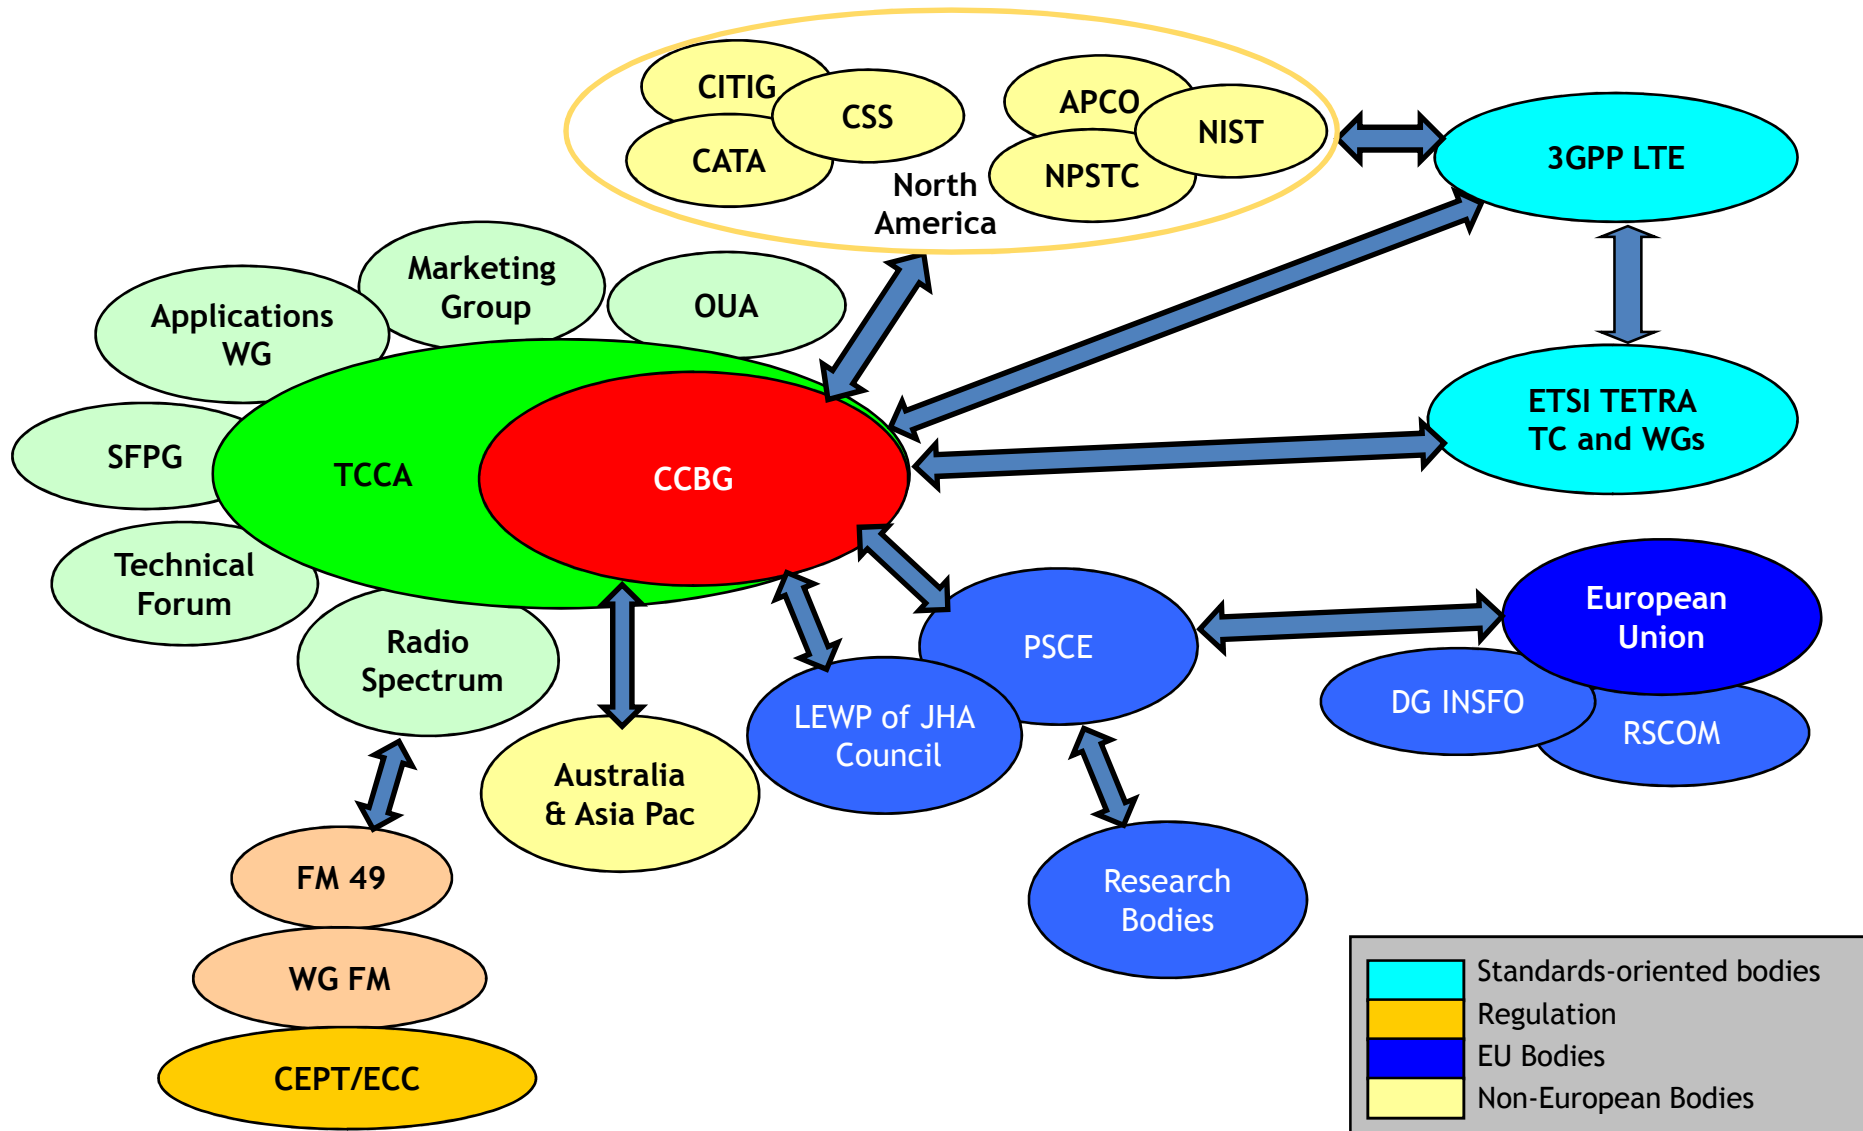 CITIG
CSS
CATA
APCO
NIST
NPSTC
North
America
3GPP LTE
Marketing
Group
OUA
Applications
WG
SFPG
TCCA
CCBG
ETSI TETRA
TC and WGs
Technical
Forum
Radio
Spectrum
PSCE
European
Union
LEWP of JHA
Council
DG INSFO
RSCOM
Australia
& Asia Pac
FM 49
Research
Bodies
WG FM
CEPT/ECC
Standards-oriented bodies
Regulation
EU Bodies
Non-European Bodies